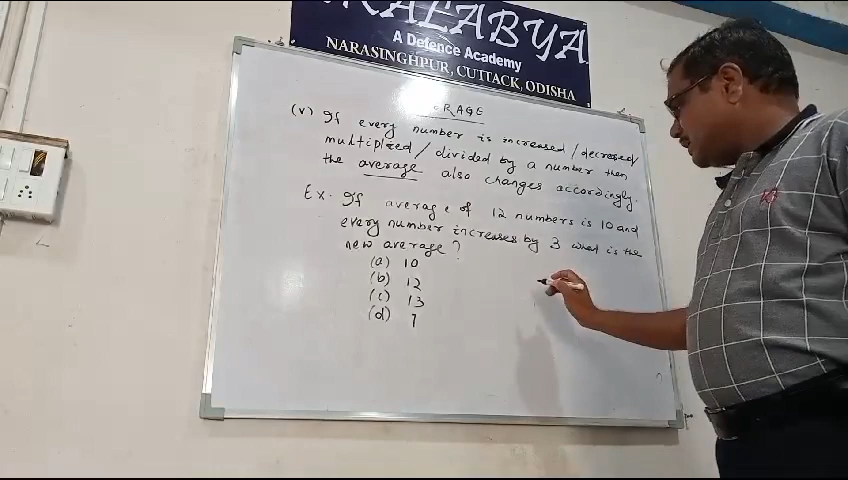 KALABYA
A Defence Academy
NARASINGHPUR, CUTTACK, ODISHA
ERAGE
(v) If every number is increased/decreased/
multiplied/divided by a number then
the average also changes accordingly.
Ex. If average of 12 numbers is 10 and
every number increases by 3 what is the
new average?
(a) 10
(b) 12
(c) 13
(d) 7